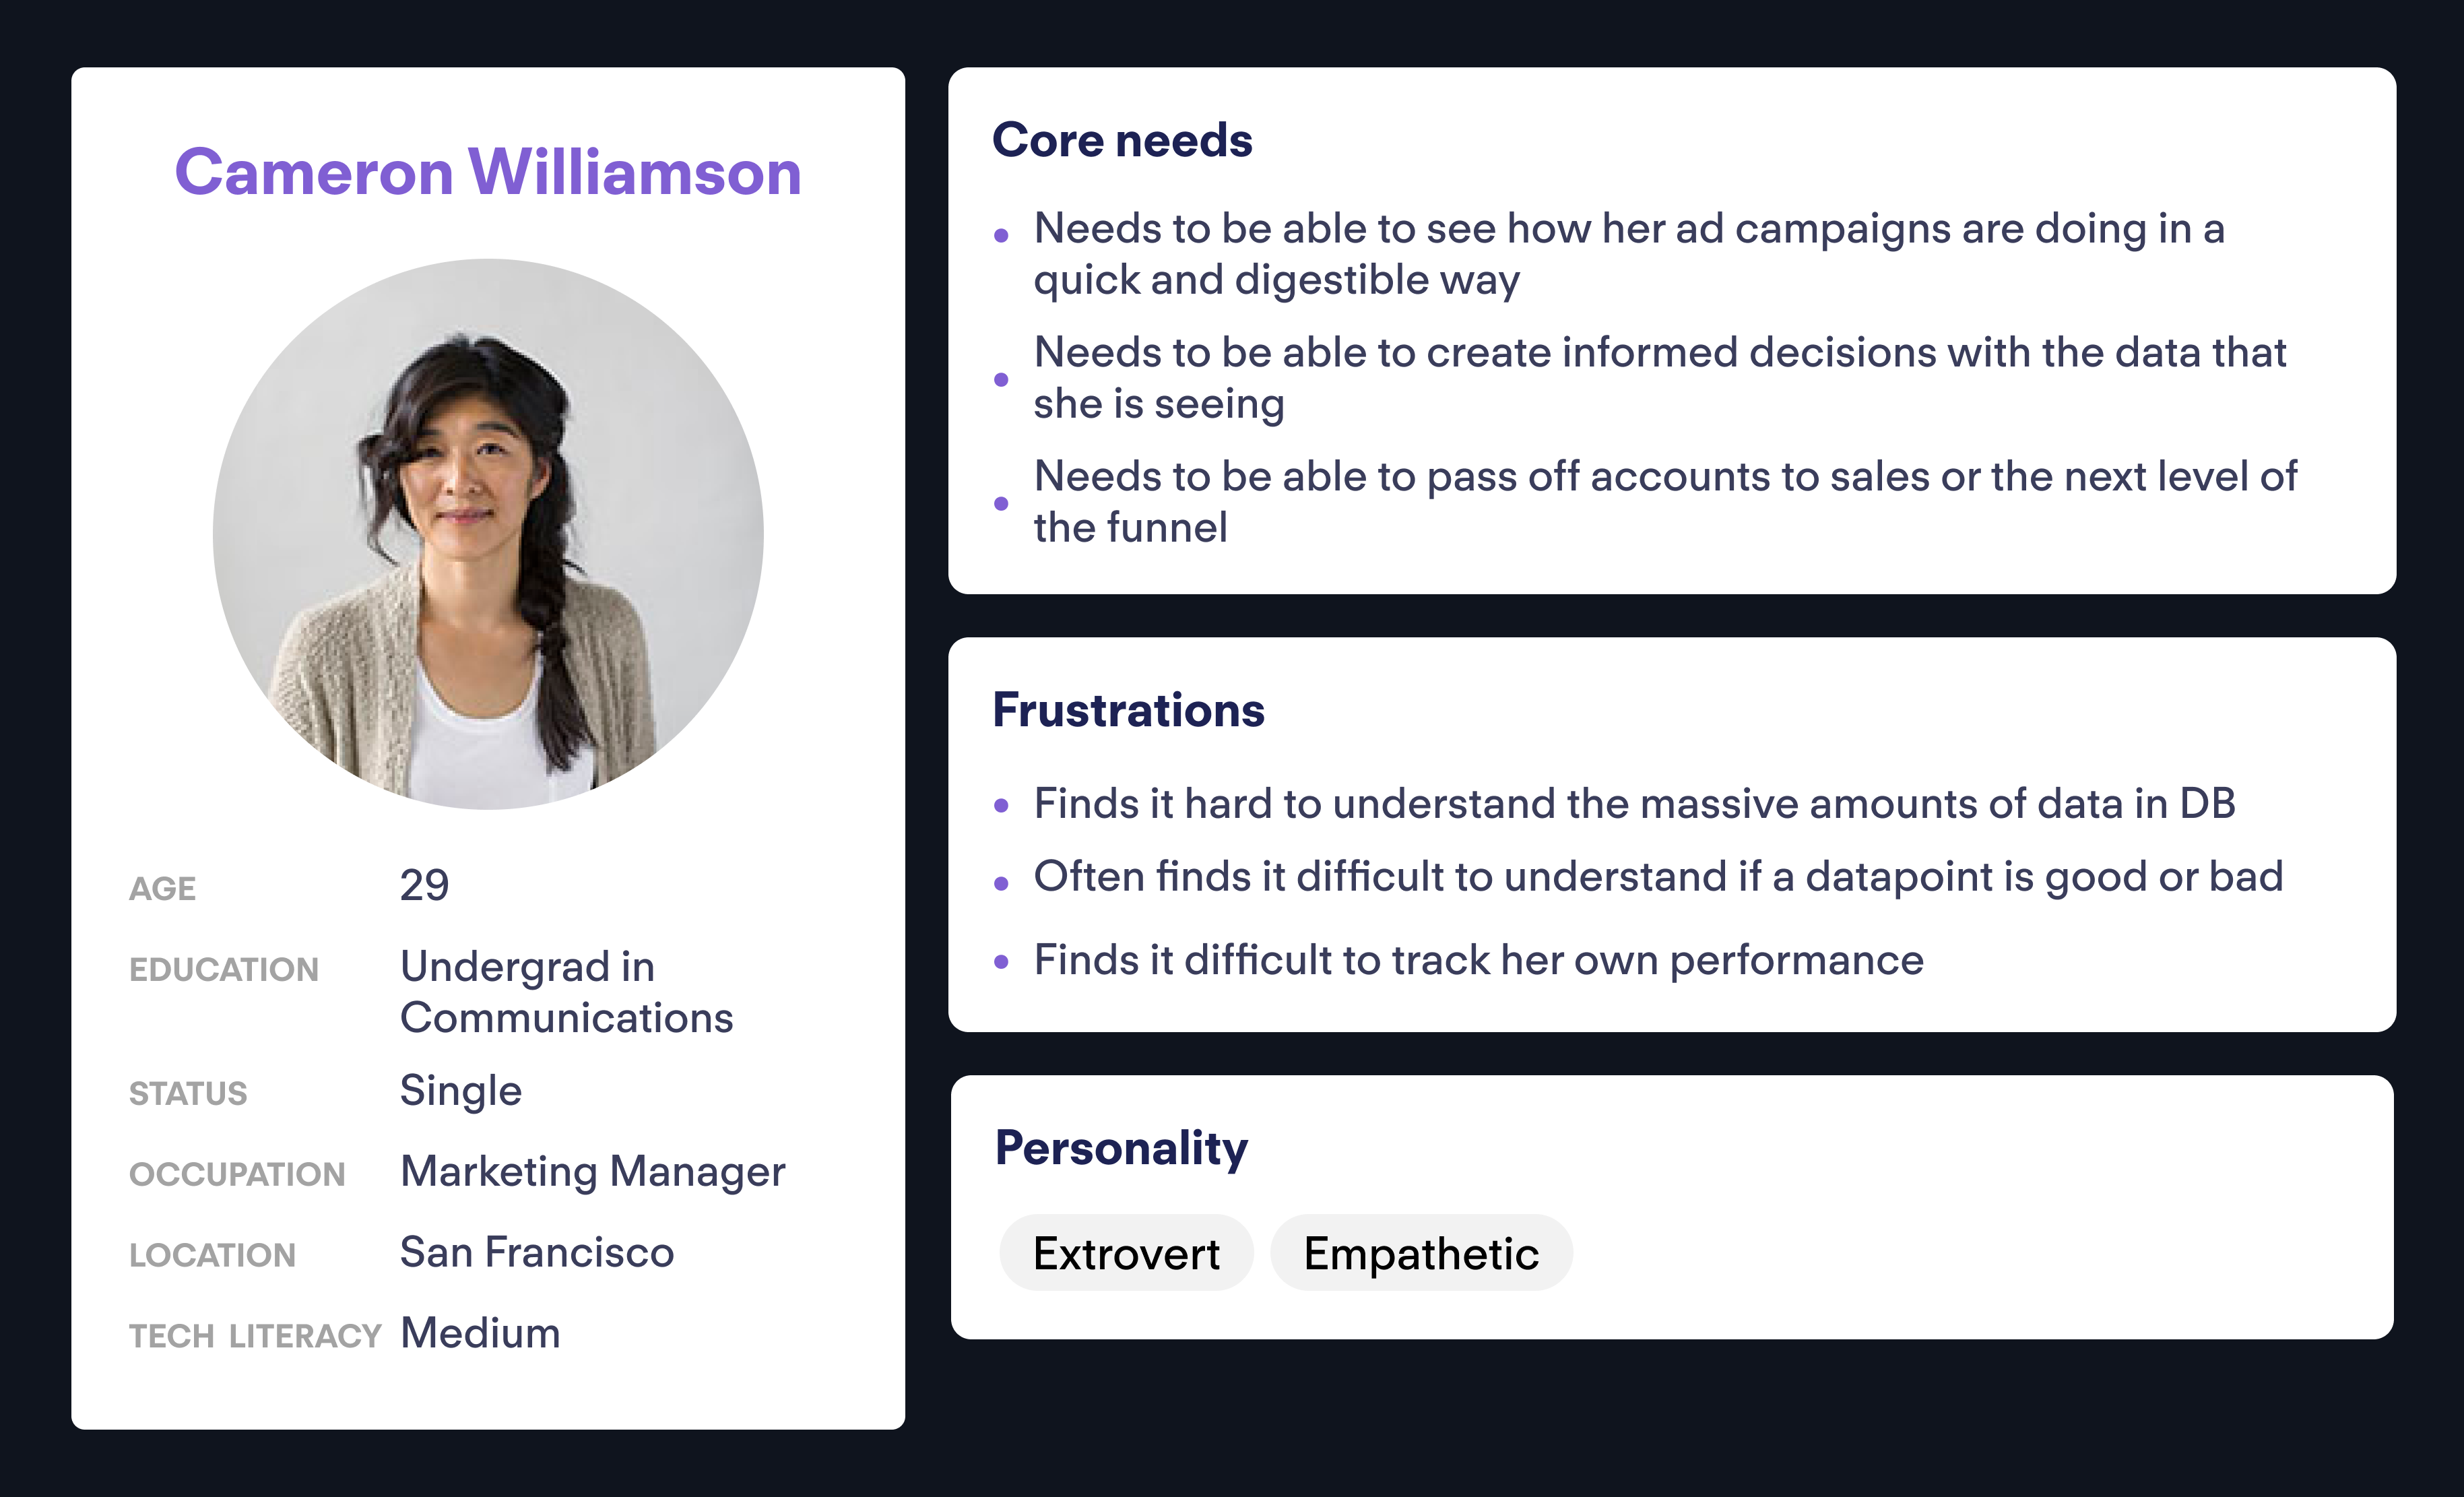 Cameron Williamson
AGE 29
EDUCATION Undergrad in
Communications
STATUS Single
OCCUPATION Marketing Manager
LOCATION San Francisco
TECH LITERACY Medium
Core needs
• Needs to be able to see how her ad campaigns are doing in a
quick and digestible way
• Needs to be able to create informed decisions with the data that
she is seeing
• Needs to be able to pass off accounts to sales or the next level of
the funnel
Frustrations
• Finds it hard to understand the massive amounts of data in DB
• Often finds it difficult to understand if a datapoint is good or bad
• Finds it difficult to track her own performance
Personality
Extrovert Empathetic